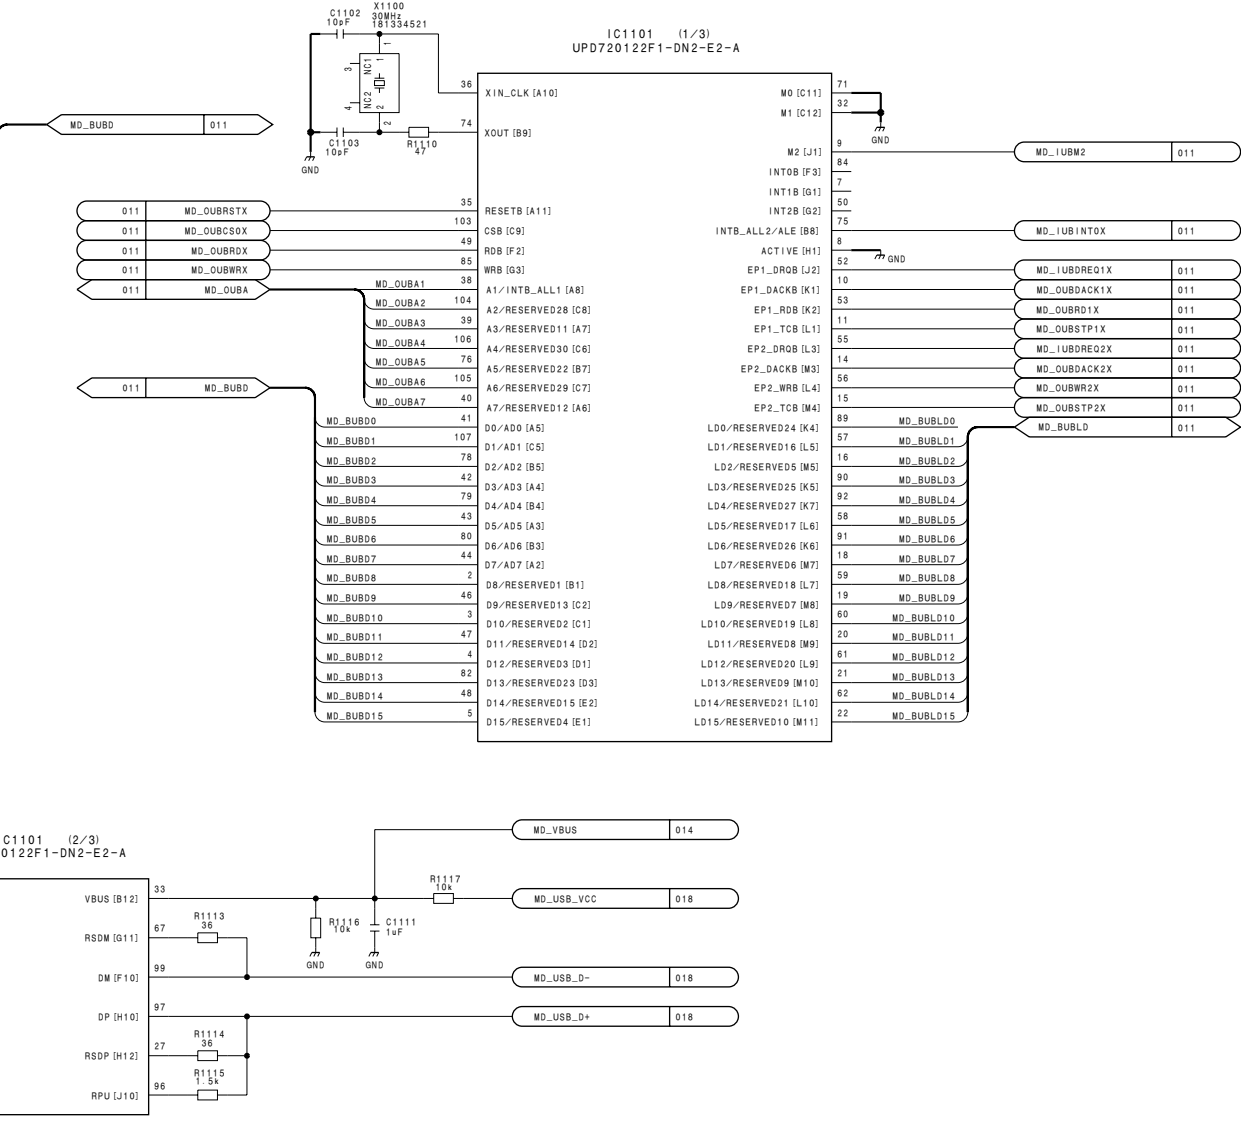 C1102
10pF
X1100
30MHz
181334521
IC1101 (1/3)
UPD720122F1-DN2-E2-A
1
3
NC1
1
NC2
2
4
2
C1103
10pF
R1110
47
GND
MD_BUBD 011
36 XIN_CLK [A10]
74 XOUT [B9]
M0 [C11] 71
M1 [C12] 32
GND
M2 [J1] 9 MD_IUBM2 011
INT0B [F3] 84
INT1B [G1] 7
INT2B [G2] 50
INTB_ALL2/ALE [B8] 75 MD_IUBINT0X 011
ACTIVE [H1] 8 GND
EP1_DRQB [J2] 52 MD_IUBDREQ1X 011
EP1_DACKB [K1] 10 MD_OUBDACK1X 011
EP1_RDB [K2] 53 MD_OUBRD1X 011
EP1_TCB [L1] 11 MD_OUBSTP1X 011
EP2_DRQB [L3] 55 MD_IUBDREQ2X 011
EP2_DACKB [M3] 14 MD_OUBDACK2X 011
EP2_WRB [L4] 56 MD_OUBWR2X 011
EP2_TCB [M4] 15 MD_OUBSTP2X 011
MD_BUBLD 011
011 MD_OUBRSTX 35 RESETB [A11]
011 MD_OUBCS0X 103 CSB [C9]
011 MD_OUBRDX 49 RDB [F2]
011 MD_OUBWRX 85 WRB [G3]
011 MD_OUBA
MD_OUBA1 38 A1/INTB_ALL1 [A8]
MD_OUBA2 104 A2/RESERVED28 [C8]
MD_OUBA3 39 A3/RESERVED11 [A7]
MD_OUBA4 106 A4/RESERVED30 [C6]
MD_OUBA5 76 A5/RESERVED22 [B7]
MD_OUBA6 105 A6/RESERVED29 [C7]
MD_OUBA7 40 A7/RESERVED12 [A6]
011 MD_BUBD
MD_BUBD0 41 D0/AD0 [A5] LD0/RESERVED24 [K4] 89 MD_BUBLD0
MD_BUBD1 107 D1/AD1 [C5] LD1/RESERVED16 [L5] 57 MD_BUBLD1
MD_BUBD2 78 D2/AD2 [B5] LD2/RESERVED5 [M5] 16 MD_BUBLD2
MD_BUBD3 42 D3/AD3 [A4] LD3/RESERVED25 [K5] 90 MD_BUBLD3
MD_BUBD4 79 D4/AD4 [B4] LD4/RESERVED27 [K7] 92 MD_BUBLD4
MD_BUBD5 43 D5/AD5 [A3] LD5/RESERVED17 [L6] 58 MD_BUBLD5
MD_BUBD6 80 D6/AD6 [B3] LD6/RESERVED26 [K6] 91 MD_BUBLD6
MD_BUBD7 44 D7/AD7 [A2] LD7/RESERVED6 [M7] 18 MD_BUBLD7
MD_BUBD8 2 D8/RESERVED1 [B1] LD8/RESERVED18 [L7] 59 MD_BUBLD8
MD_BUBD9 46 D9/RESERVED13 [C2] LD9/RESERVED7 [M8] 19 MD_BUBLD9
MD_BUBD10 3 D10/RESERVED2 [C1] LD10/RESERVED19 [L8] 60 MD_BUBLD10
MD_BUBD11 47 D11/RESERVED14 [D2] LD11/RESERVED8 [M9] 20 MD_BUBLD11
MD_BUBD12 4 D12/RESERVED3 [D1] LD12/RESERVED20 [L9] 61 MD_BUBLD12
MD_BUBD13 82 D13/RESERVED23 [D3] LD13/RESERVED9 [M10] 21 MD_BUBLD13
MD_BUBD14 48 D14/RESERVED15 [E2] LD14/RESERVED21 [L10] 62 MD_BUBLD14
MD_BUBD15 5 D15/RESERVED4 [E1] LD15/RESERVED10 [M11] 22 MD_BUBLD15
C1101 (2/3)
0122F1-DN2-E2-A
MD_VBUS 014
VBUS [B12] 33
R1117
10k
MD_USB_VCC 018
R1116
10k
C1111
1uF
GND
GND
RSDM [G11] 67
R1113
36
DM [F10] 99 MD_USB_D- 018
DP [H10] 97 MD_USB_D+ 018
RSDP [H12] 27
R1114
36
RPU [J10] 96
R1115
1.5k